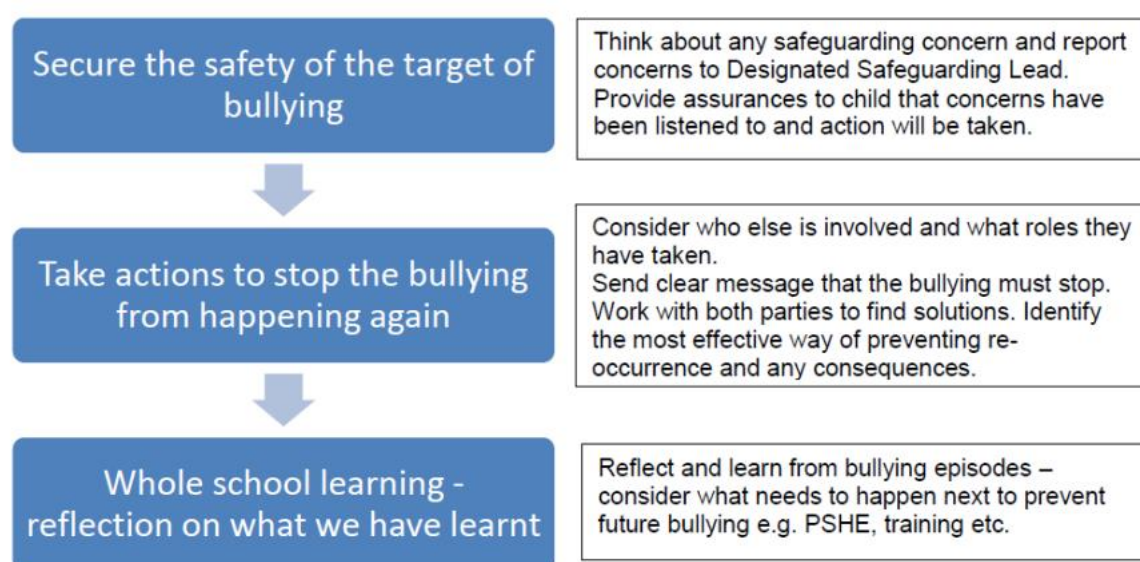 Secure the safety of the target of
bullying
Think about any safeguarding concern and report
concerns to Designated Safeguarding Lead.
Provide assurances to child that concerns have
been listened to and action will be taken.
Take actions to stop the bullying
from happening again
Consider who else is involved and what roles they
have taken.
Send clear message that the bullying must stop.
Work with both parties to find solutions. Identify
the most effective way of preventing re-
occurrence and any consequences.
Whole school learning -
reflection on what we have learnt
Reflect and learn from bullying episodes –
consider what needs to happen next to prevent
future bullying e.g. PSHE, training etc.